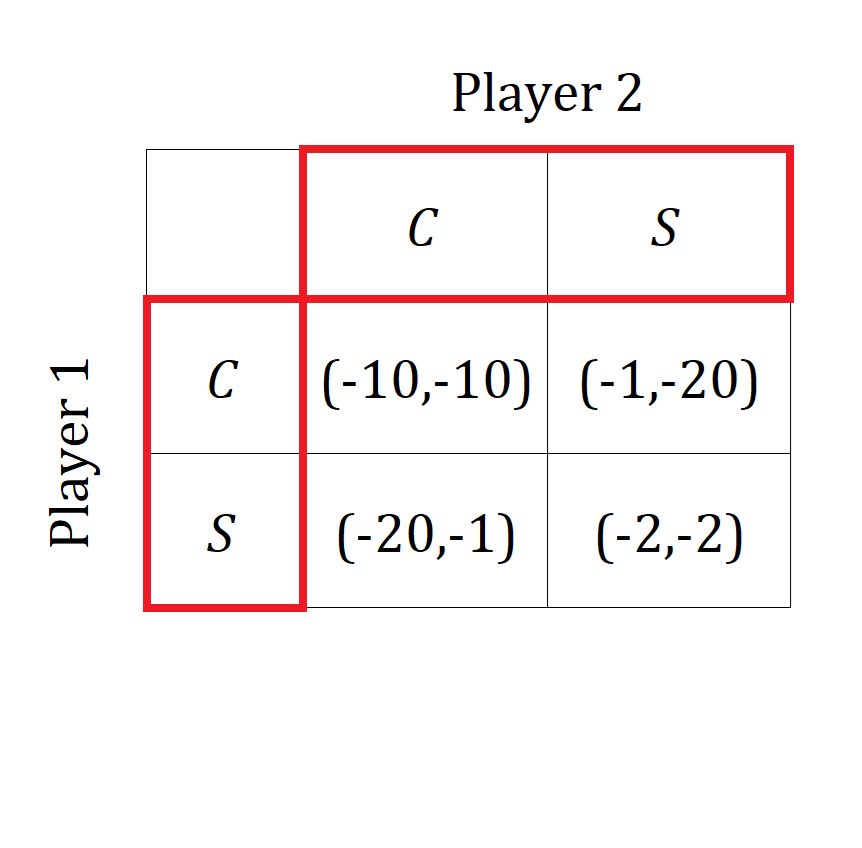 Player 2
C S
Player 1
C (-10,-10) (-1,-20)
S (-20,-1) (-2,-2)